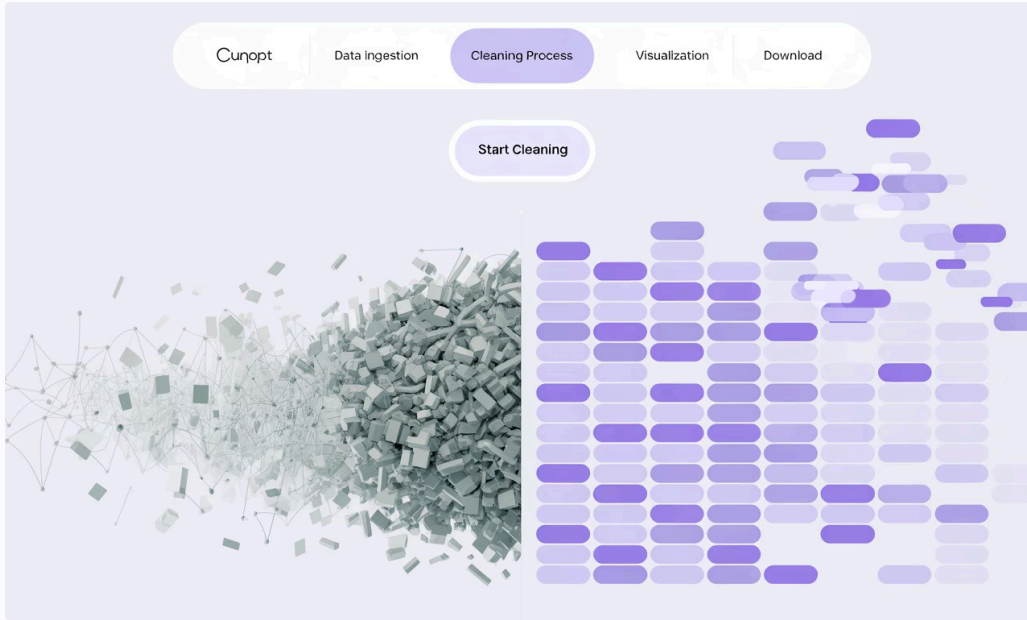 Cunopt
Data ingestion
Cleaning Process
Visualization
Download
Start Cleaning